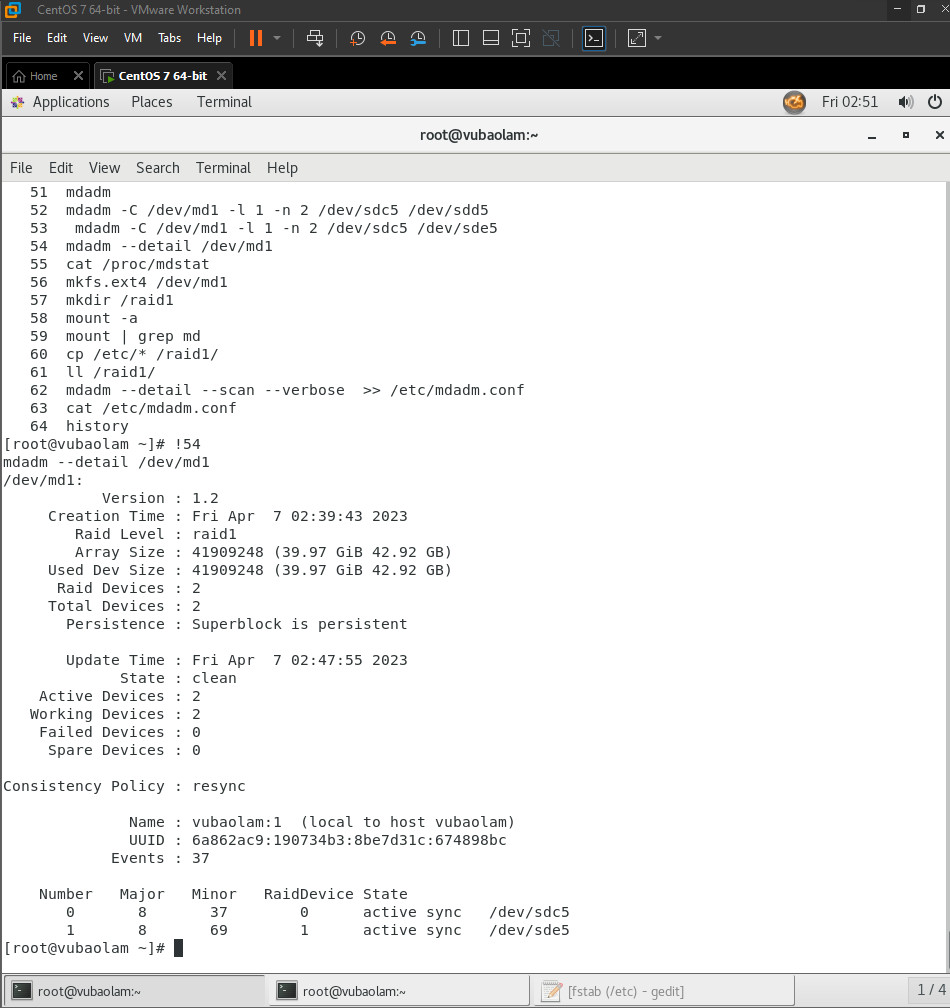 CentOS 7 64-bit - VMware Workstation
File Edit View VM Tabs Help
Home CentOS 7 64-bit
Applications Places Terminal Fri 02:51
root@vubaolam:~
File Edit View Search Terminal Help
51 mdadm
52 mdadm -C /dev/md1 -l 1 -n 2 /dev/sdc5 /dev/sdd5
53 mdadm -C /dev/md1 -l 1 -n 2 /dev/sdc5 /dev/sde5
54 mdadm --detail /dev/md1
55 cat /proc/mdstat
56 mkfs.ext4 /dev/md1
57 mkdir /raid1
58 mount -a
59 mount | grep md
60 cp /etc/* /raid1/
61 ll /raid1/
62 mdadm --detail --scan --verbose >> /etc/mdadm.conf
63 cat /etc/mdadm.conf
64 history
[root@vubaolam ~]# !54
mdadm --detail /dev/md1
/dev/md1:
Version : 1.2
Creation Time : Fri Apr 7 02:39:43 2023
Raid Level : raid1
Array Size : 41909248 (39.97 GiB 42.92 GB)
Used Dev Size : 41909248 (39.97 GiB 42.92 GB)
Raid Devices : 2
Total Devices : 2
Persistence : Superblock is persistent
Update Time : Fri Apr 7 02:47:55 2023
State : clean
Active Devices : 2
Working Devices : 2
Failed Devices : 0
Spare Devices : 0
Consistency Policy : resync
Name : vubaolam:1 (local to host vubaolam)
UUID : 6a862ac9:190734b3:8be7d31c:674898bc
Events : 37
Number Major Minor RaidDevice State
0 8 37 0 active sync /dev/sdc5
1 8 69 1 active sync /dev/sde5
[root@vubaolam ~]#
root@vubaolam:~ root@vubaolam:~ [fstab (/etc) - gedit] 1 / 4